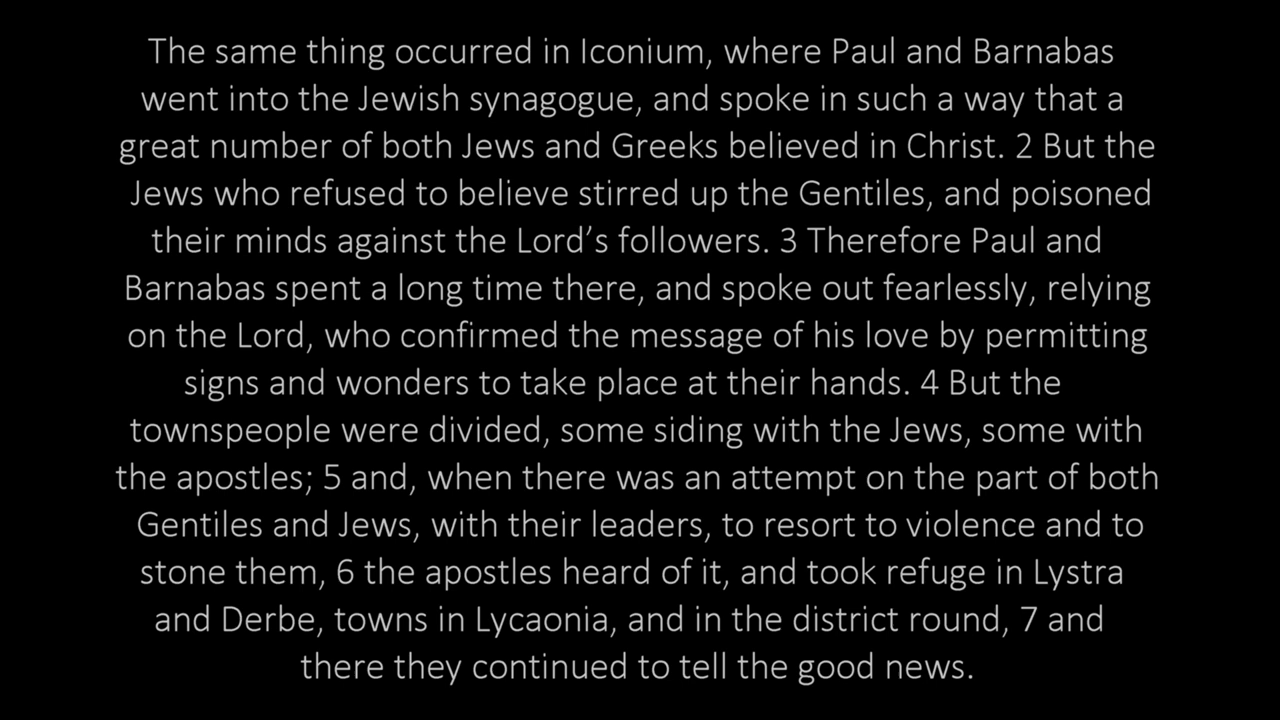 The same thing occurred in Iconium, where Paul and Barnabas
went into the Jewish synagogue, and spoke in such a way that a
great number of both Jews and Greeks believed in Christ. 2 But the
Jews who refused to believe stirred up the Gentiles, and poisoned
their minds against the Lord’s followers. 3 Therefore Paul and
Barnabas spent a long time there, and spoke out fearlessly, relying
on the Lord, who confirmed the message of his love by permitting
signs and wonders to take place at their hands. 4 But the
townspeople were divided, some siding with the Jews, some with
the apostles; 5 and, when there was an attempt on the part of both
Gentiles and Jews, with their leaders, to resort to violence and to
stone them, 6 the apostles heard of it, and took refuge in Lystra
and Derbe, towns in Lycaonia, and in the district round, 7 and
there they continued to tell the good news.